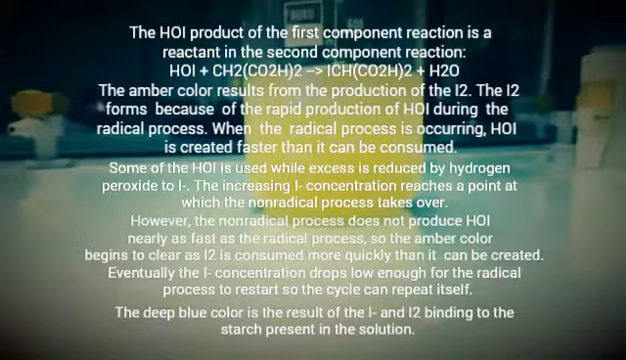 The HOI product of the first component reaction is a
reactant in the second component reaction:
HOI + CH2(CO2H)2 -> ICH(CO2H)2 + H2O
The amber color results from the production of the I2. The I2
forms because of the rapid production of HOI during the
radical process. When the radical process is occurring, HOI
is created faster than it can be consumed.
Some of the HOI is used while excess is reduced by hydrogen
peroxide to I-. The increasing I- concentration reaches a point at
which the nonradical process takes over.
However, the nonradical process does not produce HOI
nearly as fast as the radical process, so the amber color
begins to clear as I2 is consumed more quickly than it can be created.
Eventually the I- concentration drops low enough for the radical
process to restart so the cycle can repeat itself.
The deep blue color is the result of the I- and I2 binding to the
starch present in the solution.